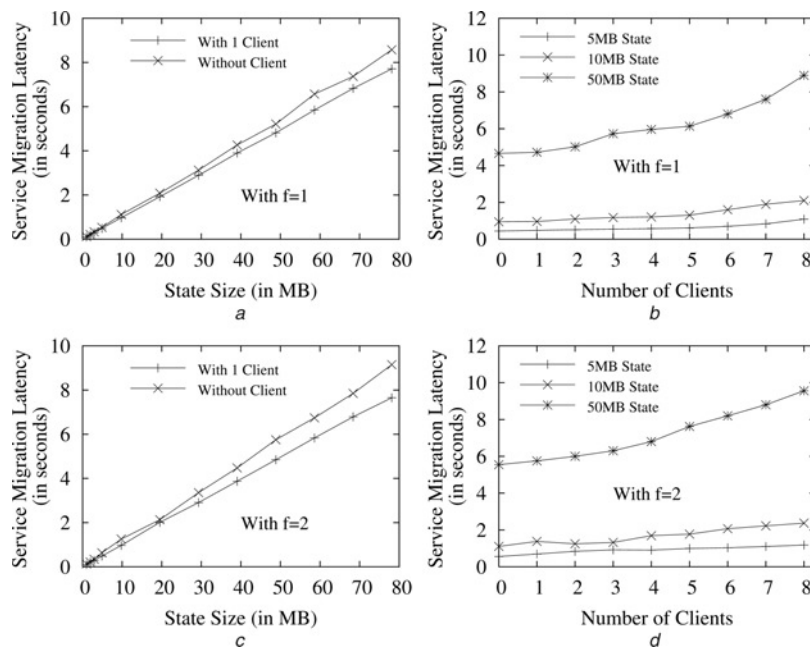 10
8
6
4
2
0
Service Migration Latency
(in seconds)
With 1 Client
Without Client
With f=1
0 10 20 30 40 50 60 70 80
State Size (in MB)
a
12
10
8
6
4
2
0
Service Migration Latency
(in seconds)
5MB State
10MB State
50MB State
With f=1
0 1 2 3 4 5 6 7 8
Number of Clients
b
10
8
6
4
2
0
Service Migration Latency
(in seconds)
With 1 Client
Without Client
With f=2
0 10 20 30 40 50 60 70 80
State Size (in MB)
c
12
10
8
6
4
2
0
Service Migration Latency
(in seconds)
5MB State
10MB State
50MB State
With f=2
0 1 2 3 4 5 6 7 8
Number of Clients
d